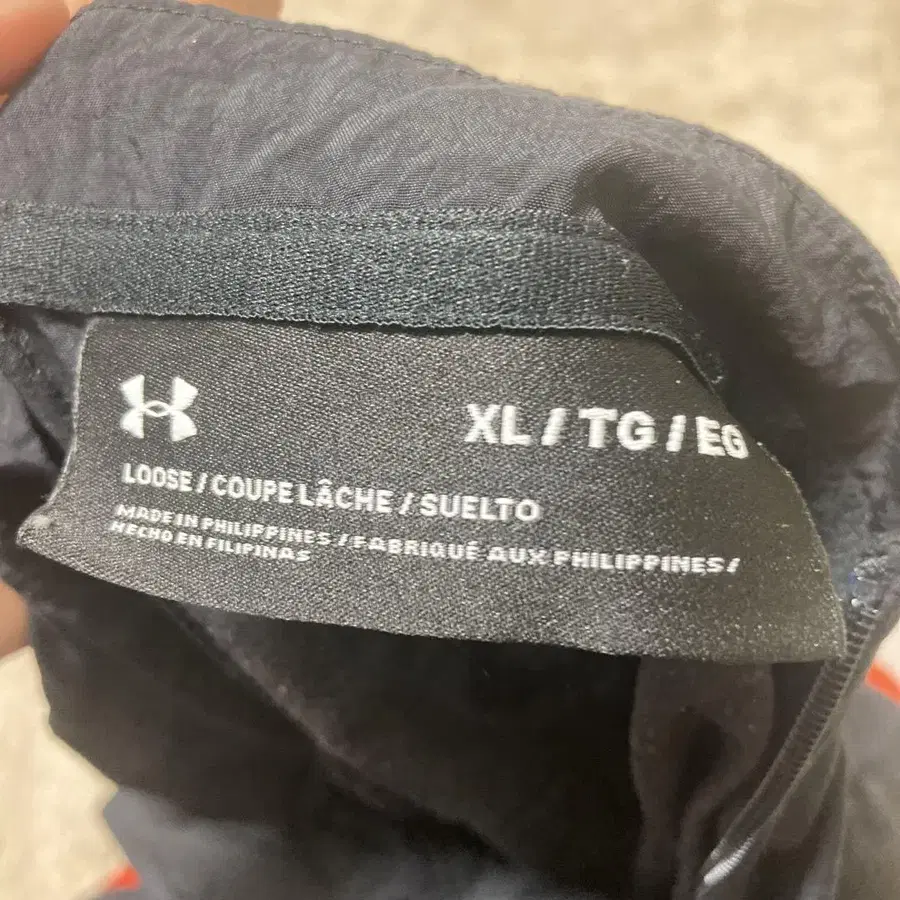 XL / TG / EG
LOOSE / COUPE LÂCHE / SUELTO
MADE IN PHILIPPINES / FABRIQUÉ AUX PHILIPPINES /
HECHO EN FILIPINAS